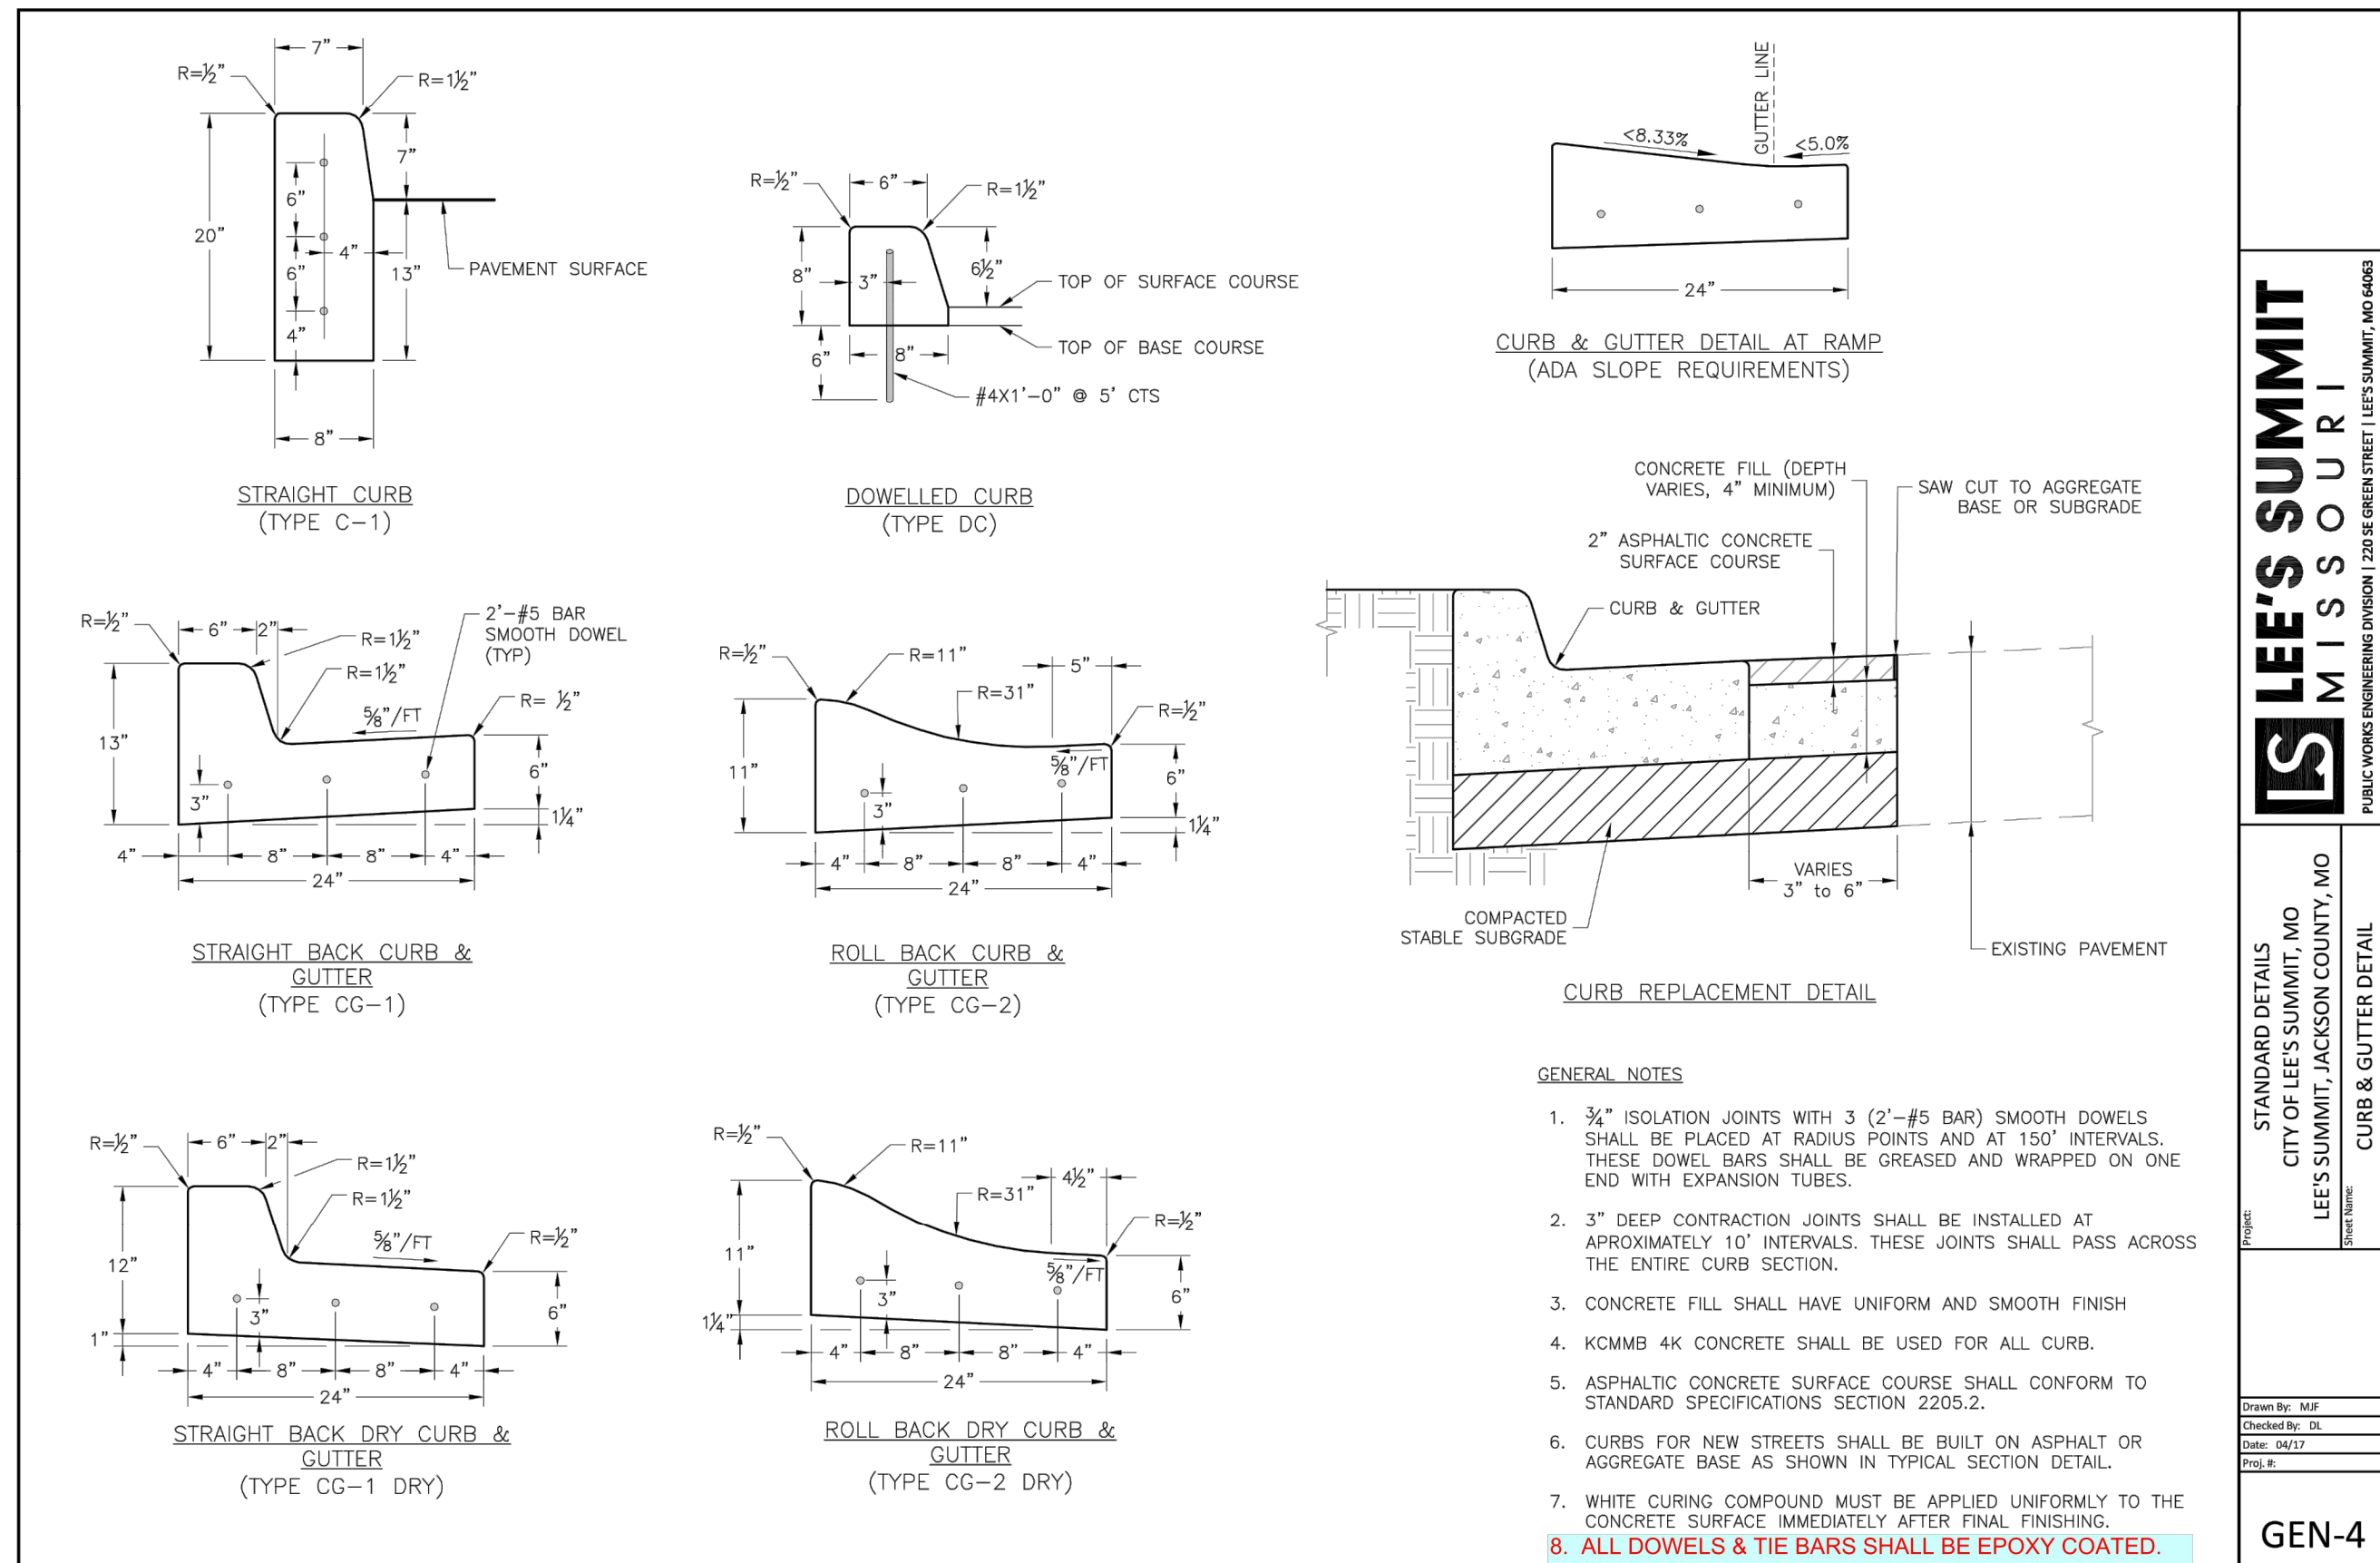 7"
R=½"
R=1½"
7"
6"
20"
4"
6"
13"
PAVEMENT SURFACE
4"
8"
STRAIGHT CURB
(TYPE C-1)
R=½"
6"
R=1½"
8"
3"
6½"
TOP OF SURFACE COURSE
TOP OF BASE COURSE
6"
8"
#4X1'-0" @ 5' CTS
DOWELLED CURB
(TYPE DC)
GUTTER LINE
<8.33%
<5.0%
24"
CURB & GUTTER DETAIL AT RAMP
(ADA SLOPE REQUIREMENTS)
R=½"
6"
2"
R=1½"
R=1½"
2'-#5 BAR
SMOOTH DOWEL
(TYP)
⅝"/FT
R= ½"
13"
3"
6"
1¼"
4"
8"
8"
4"
24"
STRAIGHT BACK CURB &
GUTTER
(TYPE CG-1)
R=½"
R=11"
5"
R=31"
R=½"
11"
⅝"/FT
6"
3"
1¼"
4"
8"
8"
4"
24"
ROLL BACK CURB &
GUTTER
(TYPE CG-2)
CONCRETE FILL (DEPTH
VARIES, 4" MINIMUM)
SAW CUT TO AGGREGATE
BASE OR SUBGRADE
2" ASPHALTIC CONCRETE
SURFACE COURSE
CURB & GUTTER
VARIES
3" to 6"
COMPACTED
STABLE SUBGRADE
EXISTING PAVEMENT
CURB REPLACEMENT DETAIL
R=½"
6"
2"
R=1½"
R=1½"
⅝"/FT
R=½"
12"
3"
6"
1"
4"
8"
8"
4"
24"
STRAIGHT BACK DRY CURB &
GUTTER
(TYPE CG-1 DRY)
R=½"
R=11"
4½"
R=31"
R=½"
11"
⅝"/FT
3"
6"
1¼"
4"
8"
8"
4"
24"
ROLL BACK DRY CURB &
GUTTER
(TYPE CG-2 DRY)
GENERAL NOTES
1. ¾" ISOLATION JOINTS WITH 3 (2'-#5 BAR) SMOOTH DOWELS
SHALL BE PLACED AT RADIUS POINTS AND AT 150' INTERVALS.
THESE DOWEL BARS SHALL BE GREASED AND WRAPPED ON ONE
END WITH EXPANSION TUBES.
2. 3" DEEP CONTRACTION JOINTS SHALL BE INSTALLED AT
APROXIMATELY 10' INTERVALS. THESE JOINTS SHALL PASS ACROSS
THE ENTIRE CURB SECTION.
3. CONCRETE FILL SHALL HAVE UNIFORM AND SMOOTH FINISH
4. KCMMB 4K CONCRETE SHALL BE USED FOR ALL CURB.
5. ASPHALTIC CONCRETE SURFACE COURSE SHALL CONFORM TO
STANDARD SPECIFICATIONS SECTION 2205.2.
6. CURBS FOR NEW STREETS SHALL BE BUILT ON ASPHALT OR
AGGREGATE BASE AS SHOWN IN TYPICAL SECTION DETAIL.
7. WHITE CURING COMPOUND MUST BE APPLIED UNIFORMLY TO THE
CONCRETE SURFACE IMMEDIATELY AFTER FINAL FINISHING.
8. ALL DOWELS & TIE BARS SHALL BE EPOXY COATED.
LS LEE'S SUMMIT
MISSOURI
PUBLIC WORKS ENGINEERING DIVISION | 220 SE GREEN STREET | LEE'S SUMMIT, MO 64063
Project:
STANDARD DETAILS
CITY OF LEE'S SUMMIT, MO
LEE'S SUMMIT, JACKSON COUNTY, MO
Sheet Name:
CURB & GUTTER DETAIL
Drawn By: MJF
Checked By: DL
Date: 04/17
Proj. #:
GEN-4